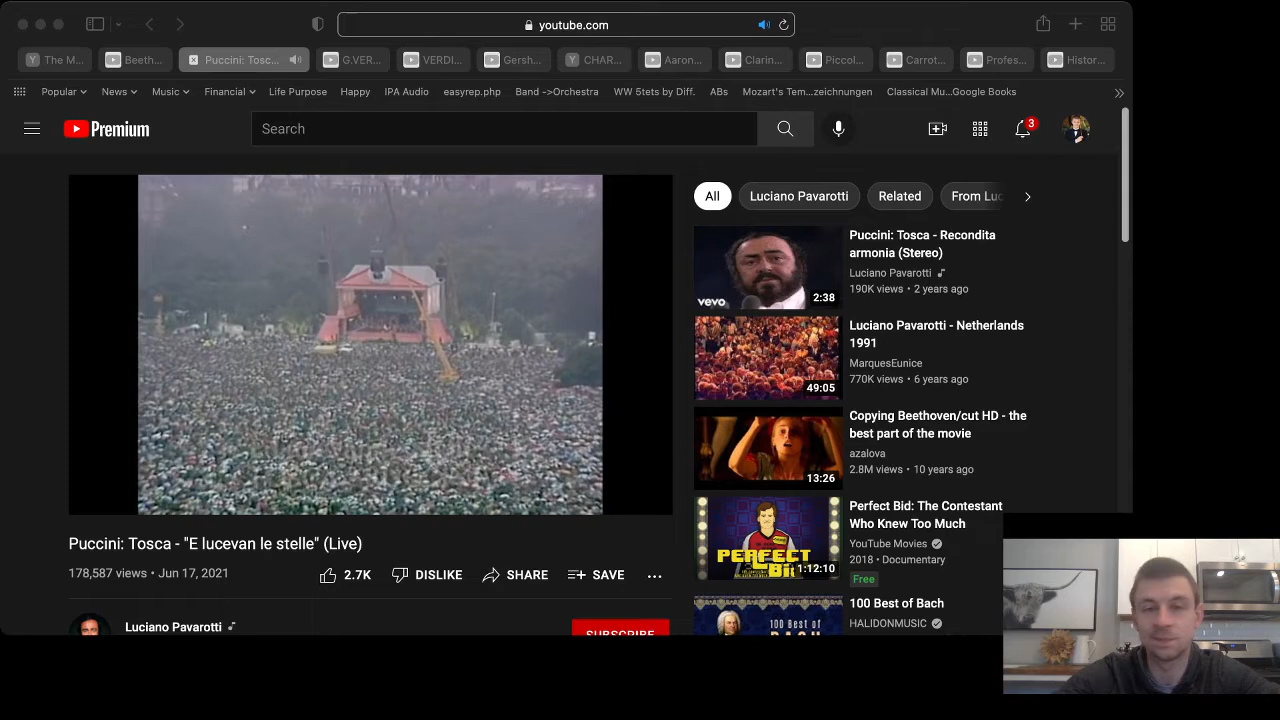 youtube.com
The M...
Beeth...
Puccini: Tosc...
G.VER...
VERDI...
Gersh...
CHAR...
Aaron...
Clarin...
Piccol...
Carrot...
Profes...
Histor...
Popular
News
Music
Financial
Life Purpose
Happy
IPA Audio
easyrep.php
Band ->Orchestra
WW 5tets by Diff.
ABs
Mozart's Tem...zeichnungen
Classical Mu...Google Books
Premium
Search
3
All
Luciano Pavarotti
Related
From Luc
Puccini: Tosca - Recondita
armonia (Stereo)
Luciano Pavarotti
190K views • 2 years ago
vevo
2:38
Luciano Pavarotti - Netherlands
1991
MarquesEunice
770K views • 6 years ago
49:05
Copying Beethoven/cut HD - the
best part of the movie
azalova
2.8M views • 10 years ago
13:26
Perfect Bid: The Contestant
Who Knew Too Much
YouTube Movies
2018 • Documentary
Free
PERFECT
Bid
1:12:10
100 Best of Bach
HALIDONMUSIC
100 Best of
BACH
Puccini: Tosca - "E lucevan le stelle" (Live)
178,587 views • Jun 17, 2021
2.7K
DISLIKE
SHARE
SAVE
Luciano Pavarotti
SUBSCRIBE